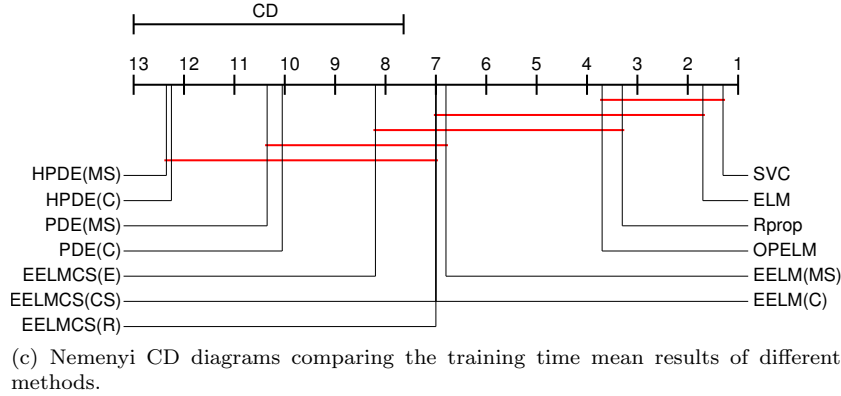 CD
13 12 11 10 9 8 7 6 5 4 3 2 1
HPDE(MS) SVC
HPDE(C) ELM
PDE(MS) Rprop
PDE(C) OPELM
EELMCS(E) EELM(MS)
EELMCS(CS) EELM(C)
EELMCS(R)
(c) Nemenyi CD diagrams comparing the training time mean results of different
methods.